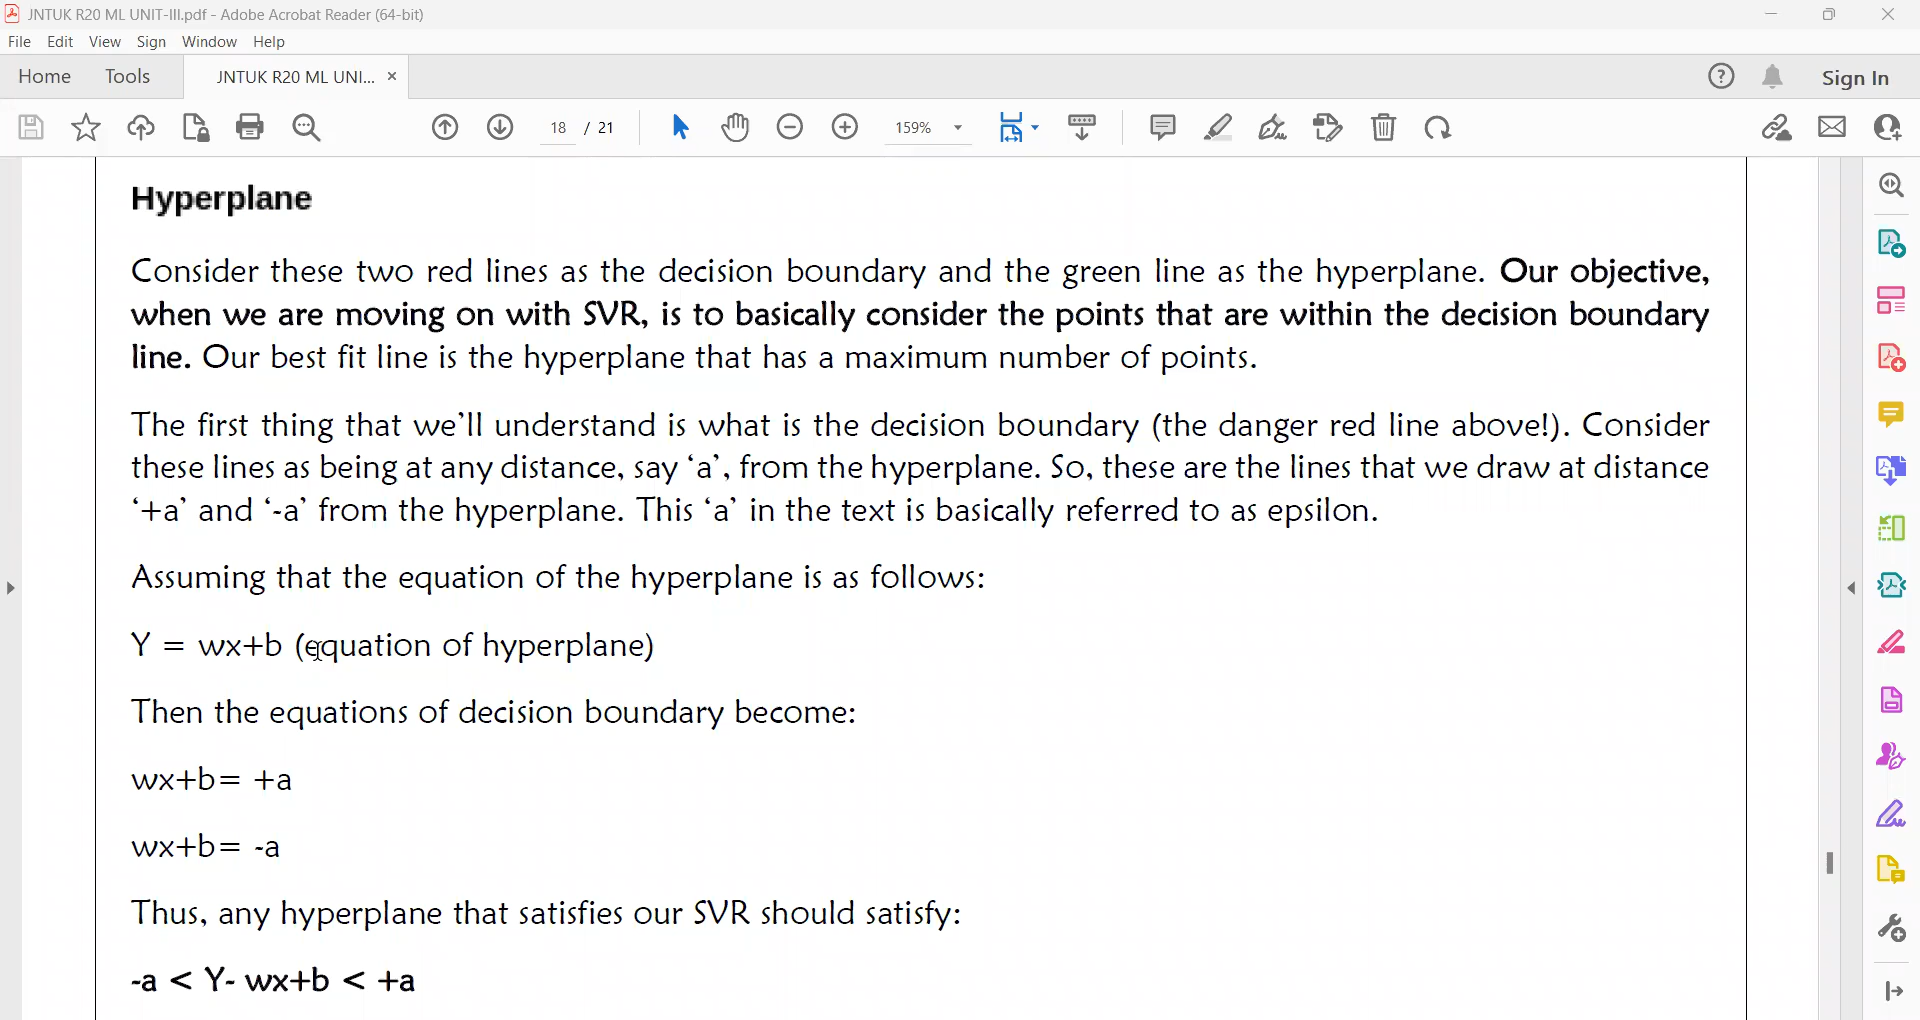 JNTUK R20 ML UNIT-III.pdf - Adobe Acrobat Reader (64-bit)
File Edit View Sign Window Help
Home Tools JNTUK R20 ML UNI... × Sign In
18 / 21 159%
Hyperplane
Consider these two red lines as the decision boundary and the green line as the hyperplane. Our objective,
when we are moving on with SVR, is to basically consider the points that are within the decision boundary
line. Our best fit line is the hyperplane that has a maximum number of points.
The first thing that we’ll understand is what is the decision boundary (the danger red line above!). Consider
these lines as being at any distance, say ‘a’, from the hyperplane. So, these are the lines that we draw at distance
‘+a’ and ‘-a’ from the hyperplane. This ‘a’ in the text is basically referred to as epsilon.
Assuming that the equation of the hyperplane is as follows:
Y = wx+b (equation of hyperplane)
Then the equations of decision boundary become:
wx+b= +a
wx+b= -a
Thus, any hyperplane that satisfies our SVR should satisfy:
-a < Y- wx+b < +a